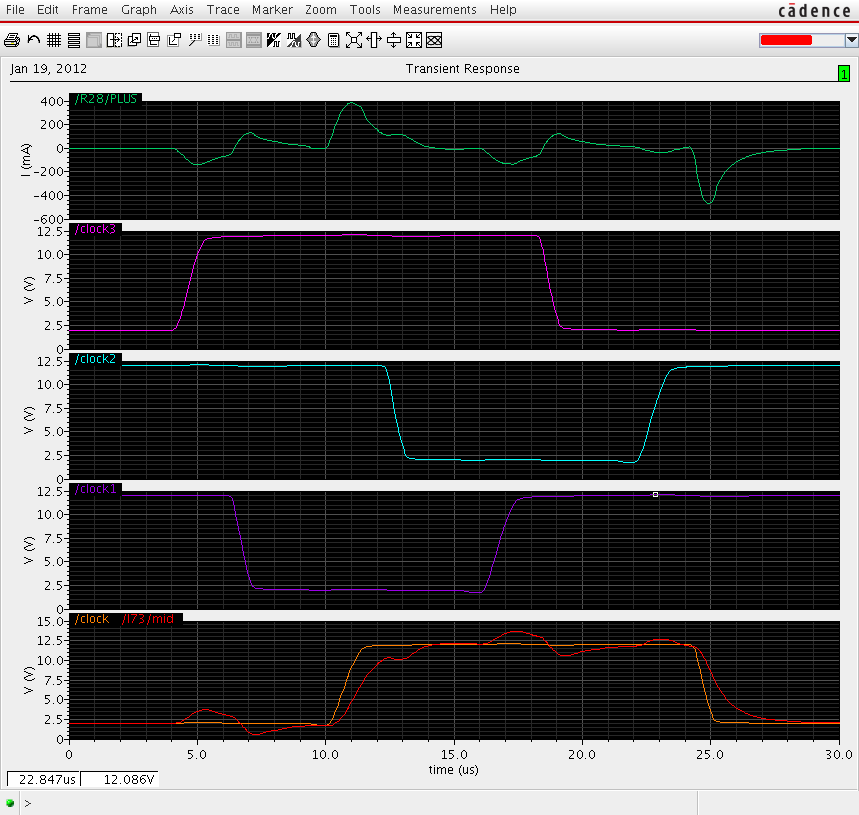 File Edit Frame Graph Axis Trace Marker Zoom Tools Measurements Help
cādence
Jan 19, 2012 Transient Response 1
/R28/PLUS
400
200
0
I (mA)
-200
-400
-600
/clock3
12.5
10.0
7.5
V (V)
5.0
2.5
0
/clock2
12.5
10.0
7.5
V (V)
5.0
2.5
0
/clock1
12.5
10.0
7.5
V (V)
5.0
2.5
0
/clock /I73/mid
15.0
12.5
10.0
7.5
V (V)
5.0
2.5
0
0 5.0 10.0 15.0 20.0 25.0 30.0
time (us)
22.847us 12.086V
>